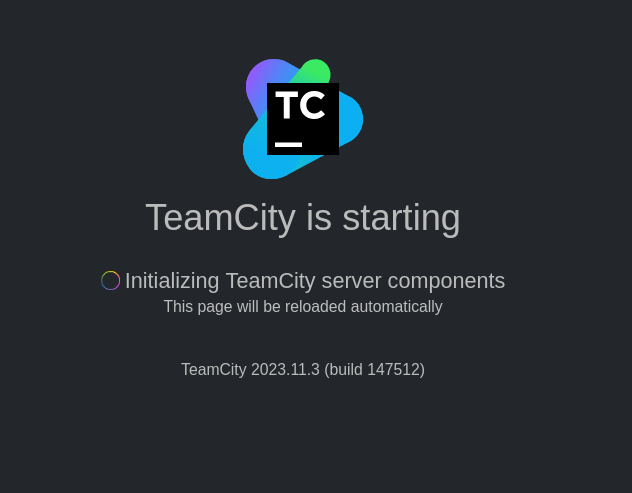 TC
TeamCity is starting
Initializing TeamCity server components
This page will be reloaded automatically
TeamCity 2023.11.3 (build 147512)